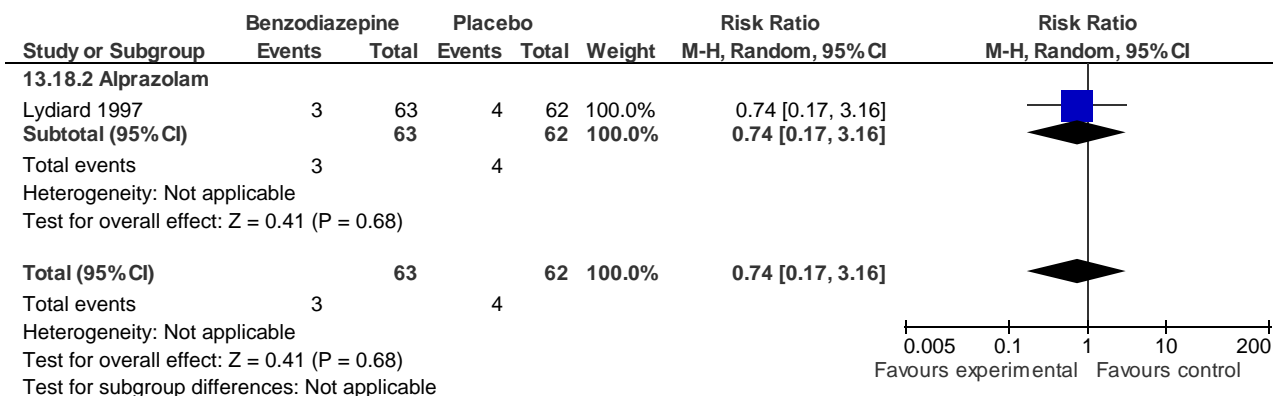 Benzodiazepine Placebo Risk Ratio Risk Ratio
Study or Subgroup Events Total Events Total Weight M-H, Random, 95% CI M-H, Random, 95% CI
13.18.2 Alprazolam
Lydiard 1997 3 63 4 62 100.0% 0.74 [0.17, 3.16]
Subtotal (95% CI) 63 62 100.0% 0.74 [0.17, 3.16]
Total events 3 4
Heterogeneity: Not applicable
Test for overall effect: Z = 0.41 (P = 0.68)
Total (95% CI) 63 62 100.0% 0.74 [0.17, 3.16]
Total events 3 4
Heterogeneity: Not applicable
Test for overall effect: Z = 0.41 (P = 0.68)
Test for subgroup differences: Not applicable
0.005 0.1 1 10 200
Favours experimental Favours control